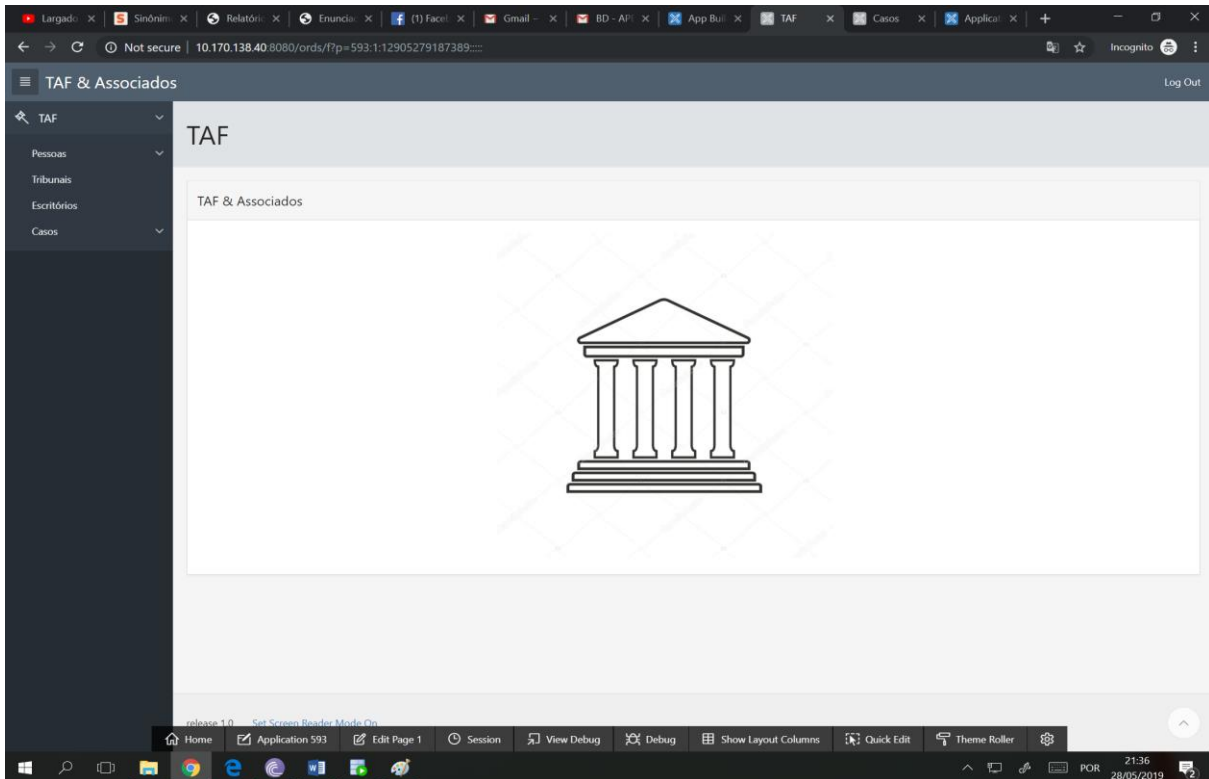 Largado
Sinônim
Relatóri
Enunciac
(1) Face
Gmail –
BD - API
App Buil
TAF
Casos
Applicat
Not secure
10.170.138.40:8080/ords/f?p=593:1:12905279187389:::::
Incognito
TAF & Associados
Log Out
TAF
Pessoas
Tribunais
Escritórios
Casos
TAF
TAF & Associados
release 1.0 Set Screen Reader Mode On
Home Application 593 Edit Page 1 Session View Debug Debug Show Layout Columns Quick Edit Theme Roller
POR
21:36
28/05/2019